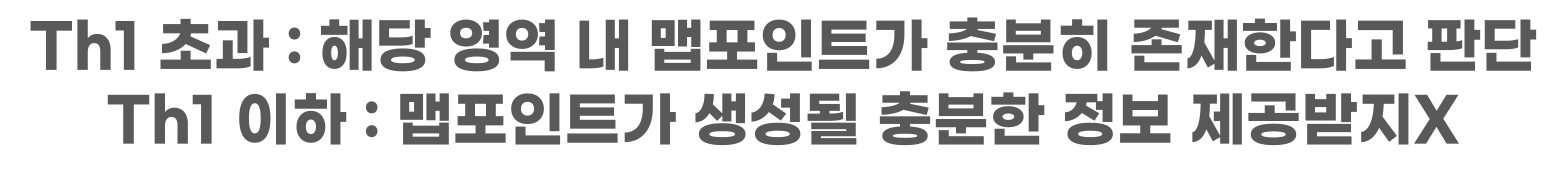 Th1 초과 : 해당 영역 내 맵포인트가 충분히 존재한다고 판단
Th1 이하 : 맵포인트가 생성될 충분한 정보 제공받지X